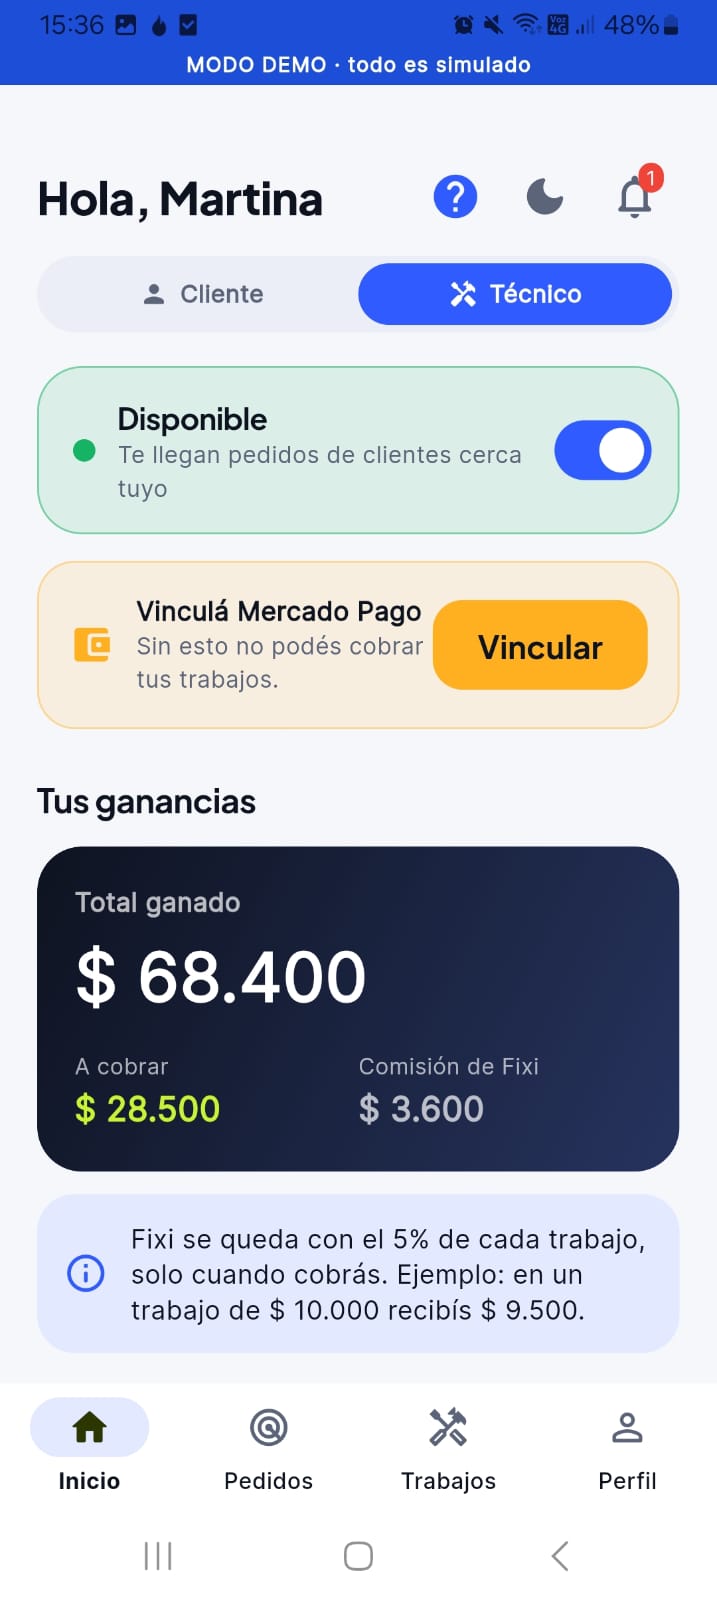 15:36
Voz 4G 48%
MODO DEMO · todo es simulado
Hola, Martina
?
1
Cliente
Técnico
Disponible
Te llegan pedidos de clientes cerca
tuyo
Vinculá Mercado Pago
Sin esto no podés cobrar
tus trabajos.
Vincular
Tus ganancias
Total ganado
$ 68.400
A cobrar
Comisión de Fixi
$ 28.500
$ 3.600
Fixi se queda con el 5% de cada trabajo,
solo cuando cobrás. Ejemplo: en un
trabajo de $ 10.000 recibís $ 9.500.
Inicio
Pedidos
Trabajos
Perfil